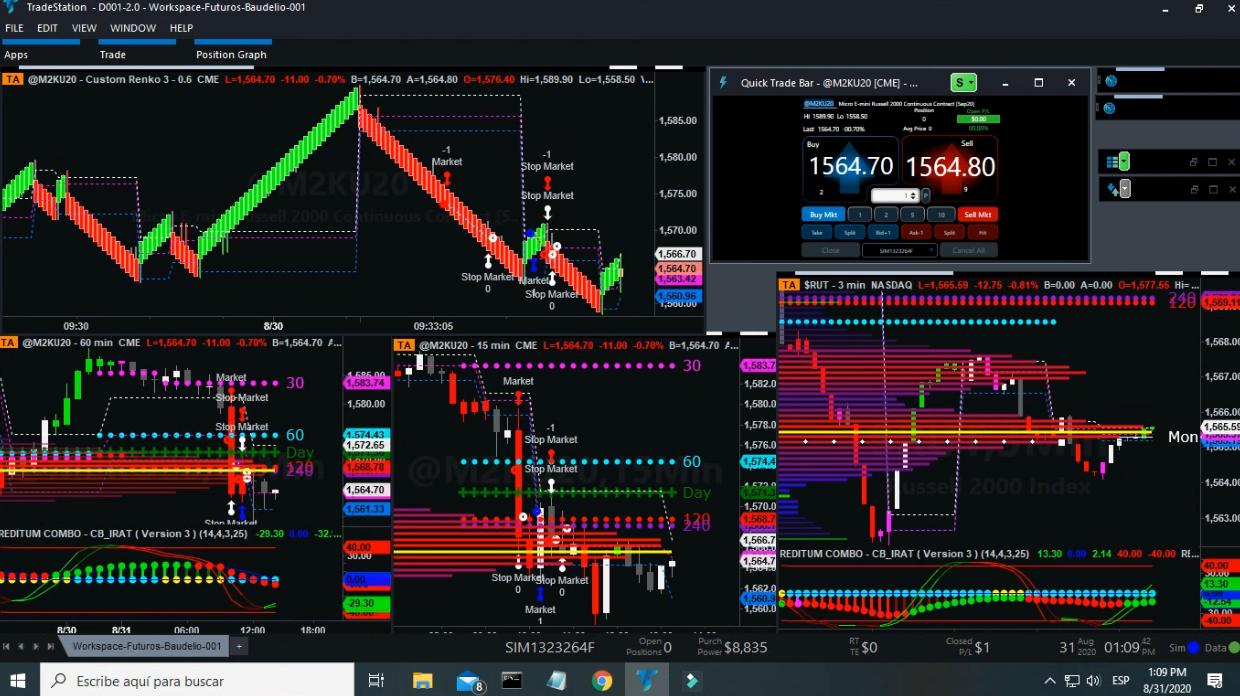 TradeStation - D001-2.0 - Workspace-Futuros-Baudelio-001
FILE EDIT VIEW WINDOW HELP
Apps Trade Position Graph
TA @M2KU20 - Custom Renko 3 - 0.6 CME L=1,564.70 -11.00 -0.70% B=1,564.70 A=1,564.80 O=1,576.40 Hi=1,589.90 Lo=1,558.50 \...
@M2KU20
-1
Market
-1
Stop Market
Stop Market
Stop Market
0
Market
Stop Market
0
1,585.00
1,580.00
1,575.00
1,570.00
1,566.70
1,564.70
1,563.42
1,560.96
1,560.00
09:30 8/30 09:33:05
Quick Trade Bar - @M2KU20 [CME] - ... S
@M2KU20 Micro E-mini Russell 2000 Continuous Contract [Sep20]
Hi 1589.90 Lo 1558.50 Position Open P/L
0 $0.00
Last 1564.70 -00.70% Avg Price 0 00.00%
Buy Sell
1564.70 1564.80
2 9
1 P
Buy Mkt 1 2 5 10 Sell Mkt
Take Split Bid+1 Ask-1 Split Hit
Close SIM1323264F Cancel All
TA $RUT - 3 min NASDAQ L=1,565.59 -12.75 -0.81% B=0.00 A=0.00 O=1,577.55 Hi=...
240
120
1,569.11
1,568.00
1,567.00
1,566.00
1,565.59
1,564.00
1,563.00
Mon
Russell 2000 Index
REDITUM COMBO - CB_IRAT ( Version 3 ) (14,4,3,25) 13.30 0.00 2.14 40.00 -40.00 RE...
40.00
30.00
13.30
0.00
-12.54
-30.00
-40.00
TA @M2KU20 - 60 min CME L=1,564.70 -11.00 -0.70% B=1,564.70 A...
Market
Stop Market
Stop Market
Stop Market
30
60
Day
120
240
1,585.00
1,583.74
1,580.00
1,574.43
1,572.65
1,568.78
1,564.70
1,561.33
REDITUM COMBO - CB_IRAT ( Version 3 ) (14,4,3,25) -29.30 0.00 -32....
40.00
30.00
0.00
-29.30
8/30 8/31 06:00 12:00 18:00
TA @M2KU20 - 15 min CME L=1,564.70 -11.00 -0.70% B=1,564.70 A...
@M2KU20,15Min
Market
-1
Stop Market
Stop Market
Stop Market
0
Stop Market
0
Market
1
30
60
Day
120
240
1,583.7
1,582.0
1,580.0
1,578.0
1,576.0
1,574.4
1,572.0
1,571.5
1,570.0
1,568.7
1,566.7
1,564.7
1,562.0
1,560.9
1,560.0
Workspace-Futuros-Baudelio-001 +
SIM1323264F Open Positions 0 Purch Power $8,835 RT TE $0 Closed P/L $1 31 Aug 2020 01:09 42 PM Sim Data
Escribe aquí para buscar
8
ESP
1:09 PM
8/31/2020